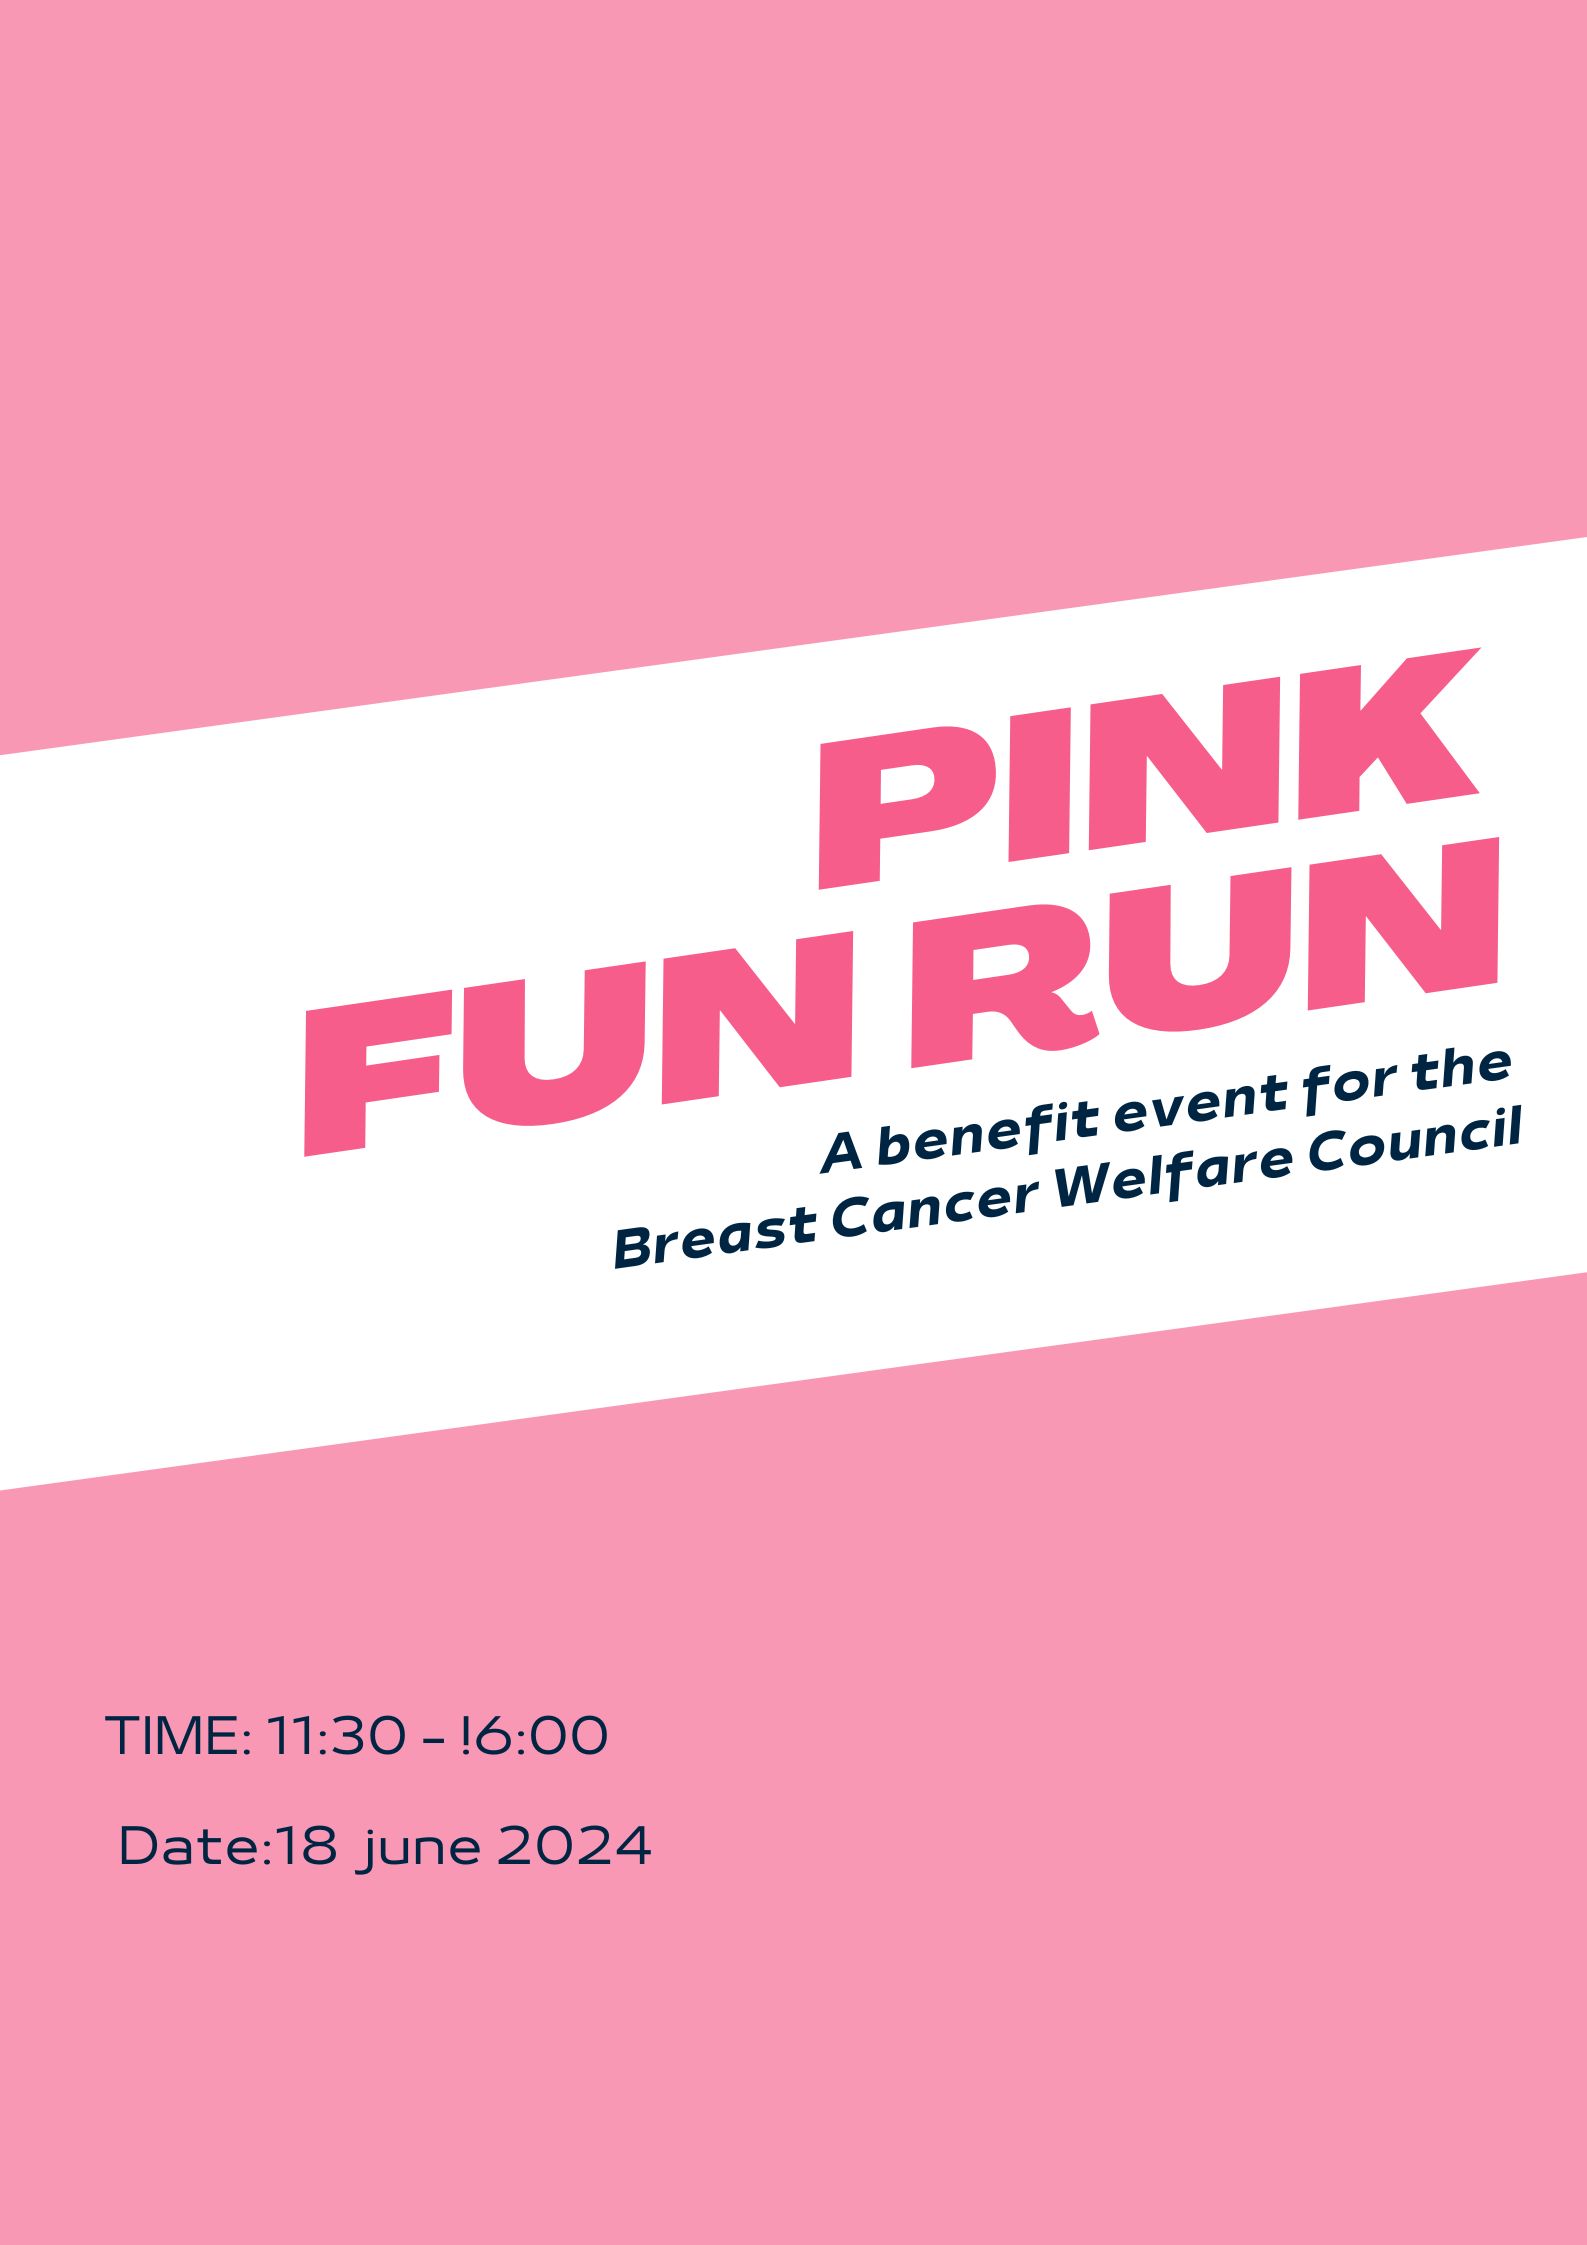 PINK
FUN RUN
A benefit event for the
Breast Cancer Welfare Council
TIME: 11:30 - !6:00
Date:18 june 2024